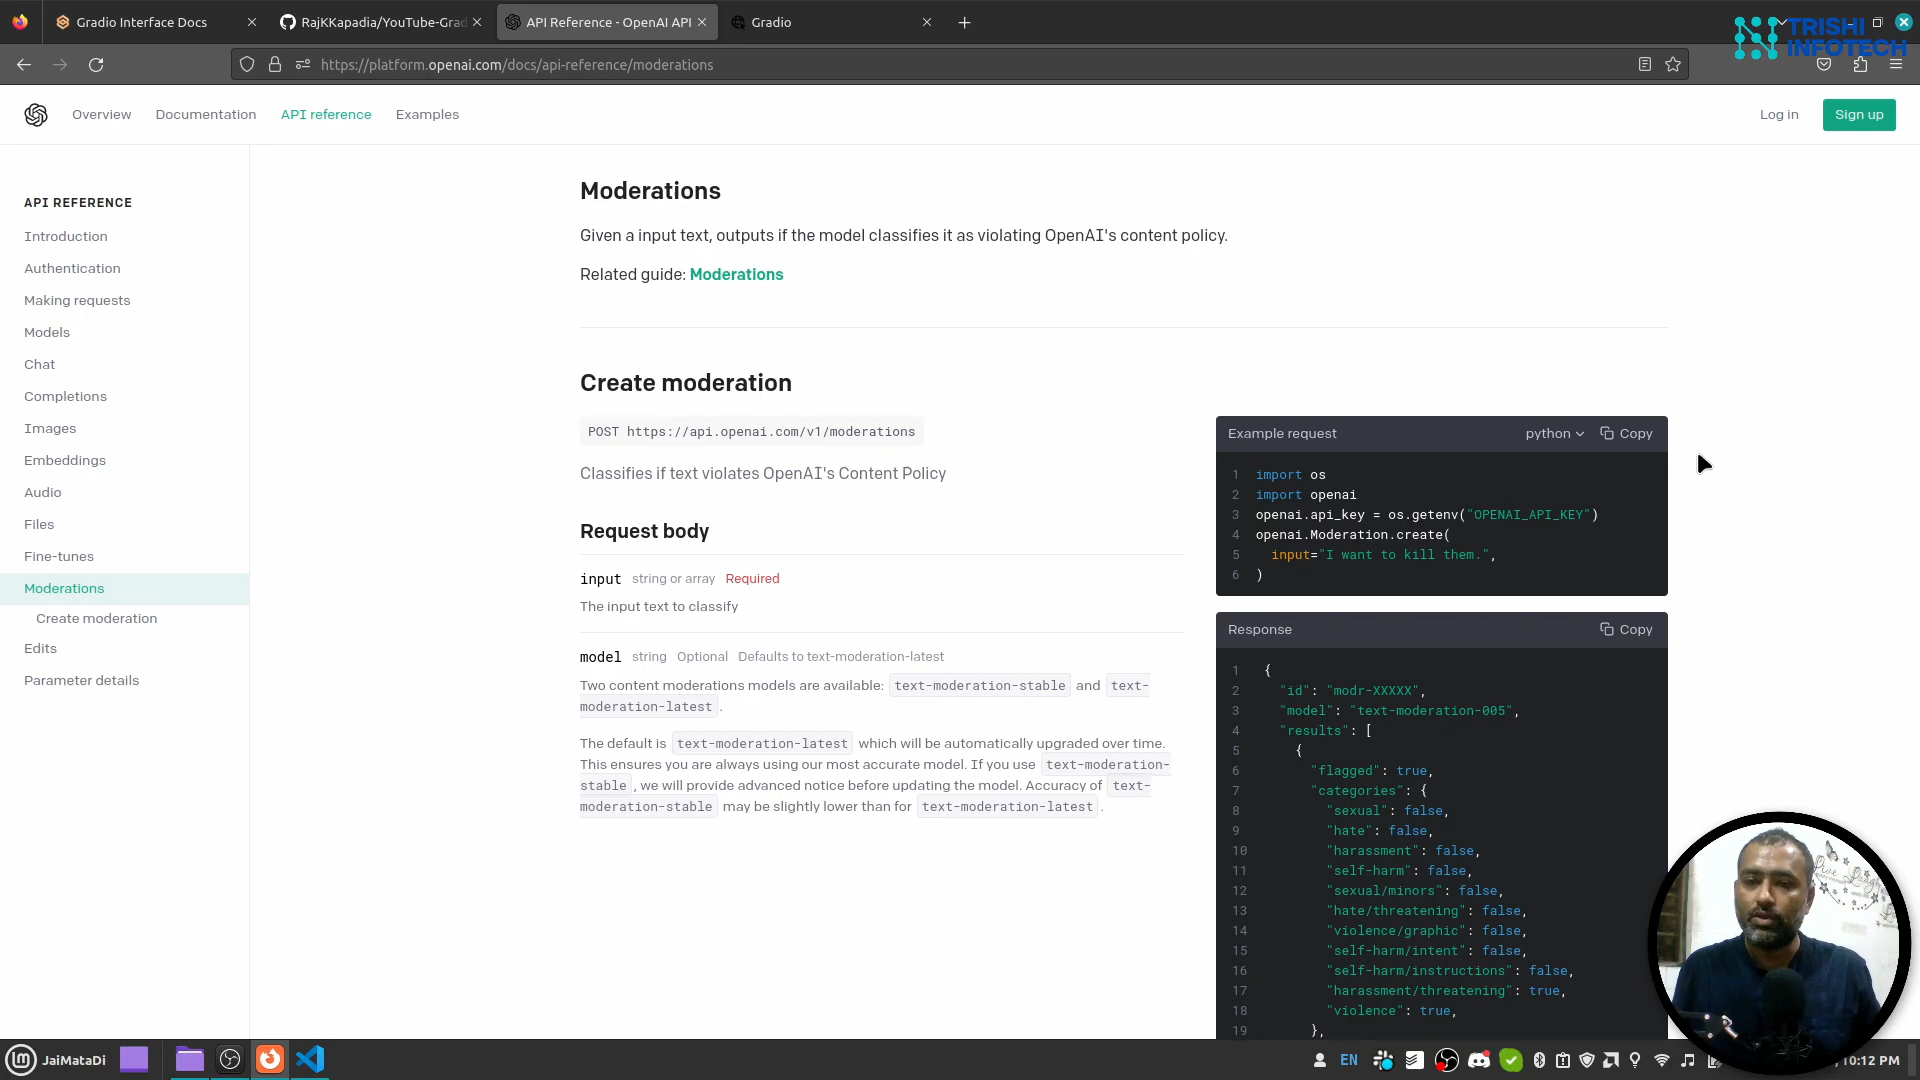 Gradio Interface Docs
RajKKapadia/YouTube-Grad
API Reference - OpenAI API
Gradio
TRISHI
INFOTECH
https://platform.openai.com/docs/api-reference/moderations
Overview
Documentation
API reference
Examples
Log in
Sign up
API REFERENCE
Introduction
Authentication
Making requests
Models
Chat
Completions
Images
Embeddings
Audio
Files
Fine-tunes
Moderations
Create moderation
Edits
Parameter details
Moderations
Given a input text, outputs if the model classifies it as violating OpenAI's content policy.
Related guide: Moderations
Create moderation
POST https://api.openai.com/v1/moderations
Classifies if text violates OpenAI's Content Policy
Request body
input string or array Required
The input text to classify
model string Optional Defaults to text-moderation-latest
Two content moderations models are available: text-moderation-stable and text-
moderation-latest .
The default is text-moderation-latest which will be automatically upgraded over time.
This ensures you are always using our most accurate model. If you use text-moderation-
stable , we will provide advanced notice before updating the model. Accuracy of text-
moderation-stable may be slightly lower than for text-moderation-latest .
Example request python Copy
1 import os
2 import openai
3 openai.api_key = os.getenv("OPENAI_API_KEY")
4 openai.Moderation.create(
5 input="I want to kill them.",
6 )
Response Copy
1 {
2 "id": "modr-XXXXX",
3 "model": "text-moderation-005",
4 "results": [
5 {
6 "flagged": true,
7 "categories": {
8 "sexual": false,
9 "hate": false,
10 "harassment": false,
11 "self-harm": false,
12 "sexual/minors": false,
13 "hate/threatening": false,
14 "violence/graphic": false,
15 "self-harm/intent": false,
16 "self-harm/instructions": false,
17 "harassment/threatening": true,
18 "violence": true,
19 },
JaiMataDi
EN
10:12 PM